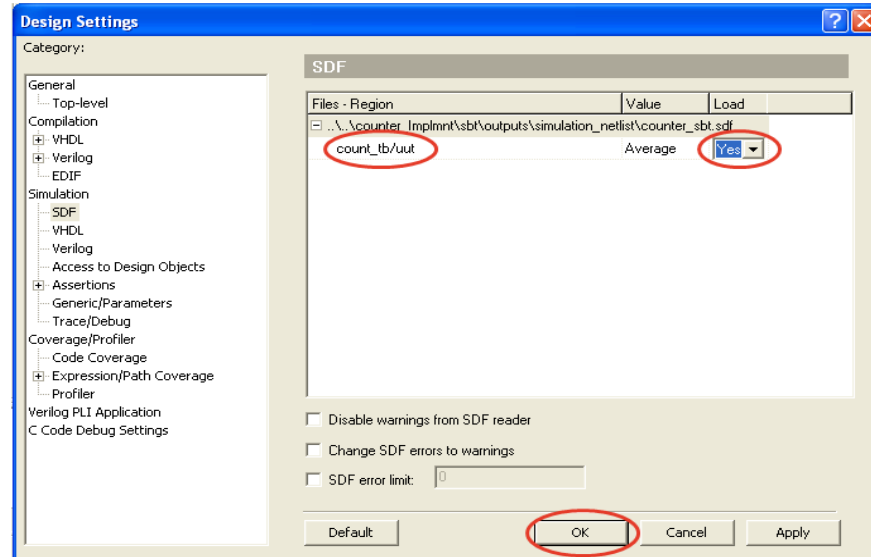 Design Settings
Category:
General
Top-level
Compilation
VHDL
Verilog
EDIF
Simulation
SDF
VHDL
Verilog
Access to Design Objects
Assertions
Generic/Parameters
Trace/Debug
Coverage/Profiler
Code Coverage
Expression/Path Coverage
Profiler
Verilog PLI Application
C Code Debug Settings
SDF
Files - Region Value Load
..\..\counter_Implmnt\sbt\outputs\simulation_netlist\counter_sbt.sdf
count_tb/uut Average Yes
Disable warnings from SDF reader
Change SDF errors to warnings
SDF error limit: 0
Default OK Cancel Apply